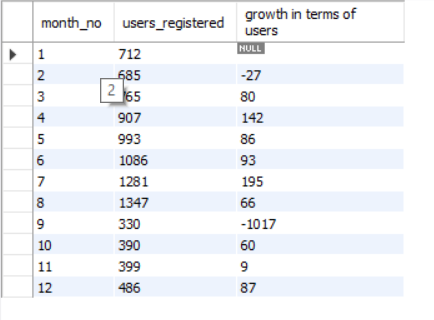 month_no users_registered growth in terms of
users
1 712 NULL
2 685 -27
2
3 765 80
4 907 142
5 993 86
6 1086 93
7 1281 195
8 1347 66
9 330 -1017
10 390 60
11 399 9
12 486 87